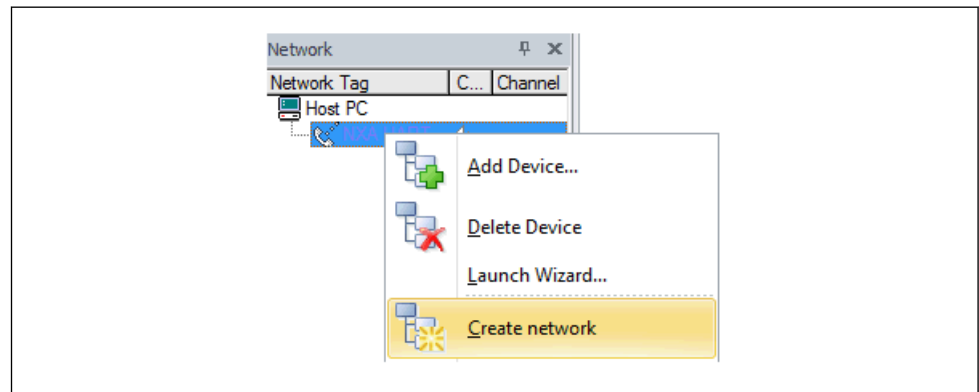 Network
Network Tag C... Channel
Host PC
Add Device...
Delete Device
Launch Wizard...
Create network